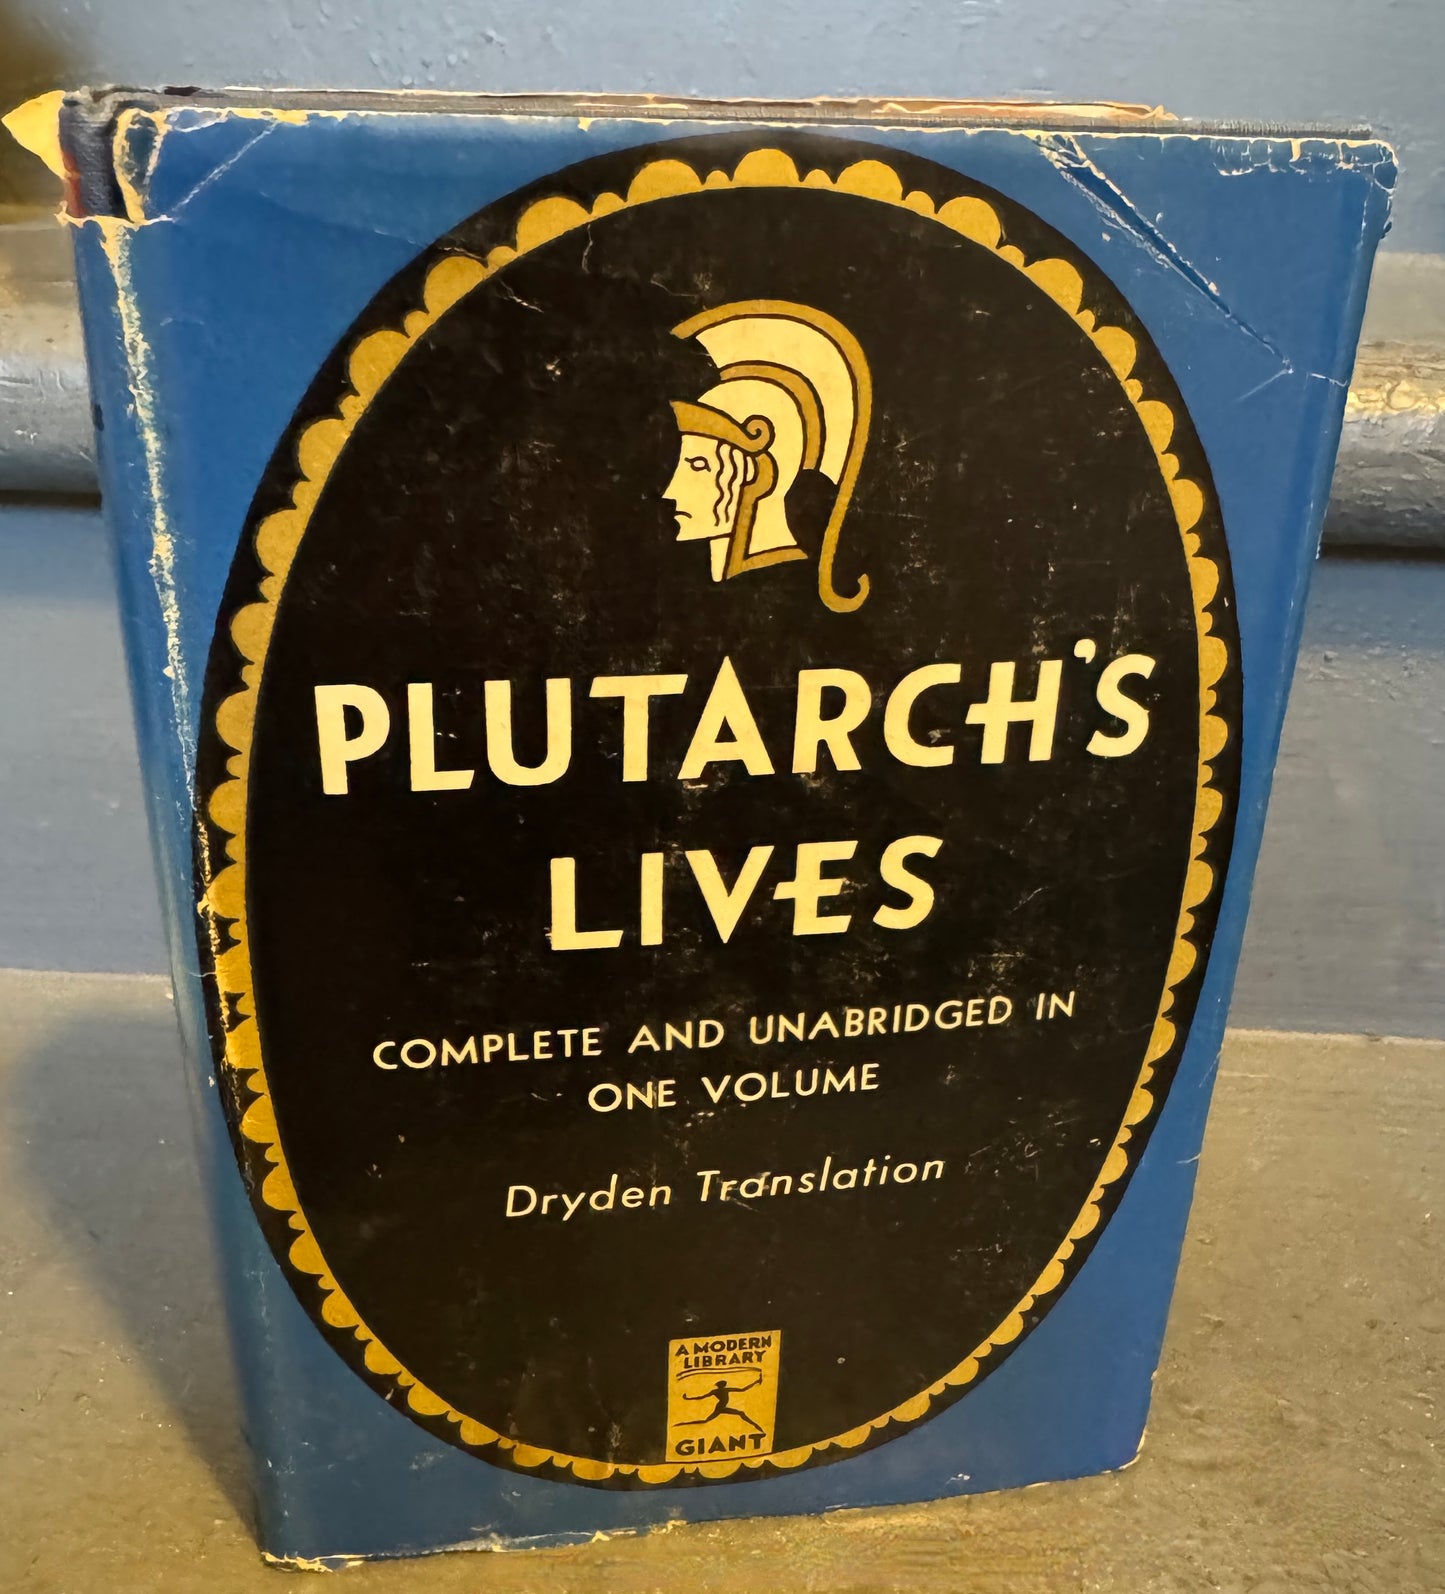 PLUTARCH'S
LIVES
COMPLETE AND UNABRIDGED IN
ONE VOLUME
Dryden Translation
A MODERN
LIBRARY
GIANT